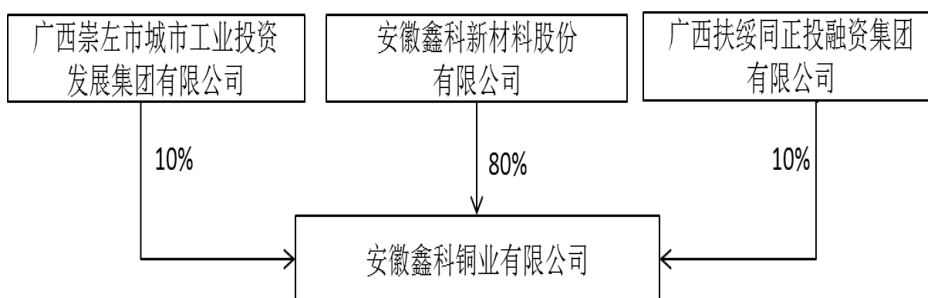 广西崇左市城市工业投资
发展集团有限公司
安徽鑫科新材料股份
有限公司
广西扶绥同正投融资集团
有限公司
10%
80%
10%
安徽鑫科铜业有限公司